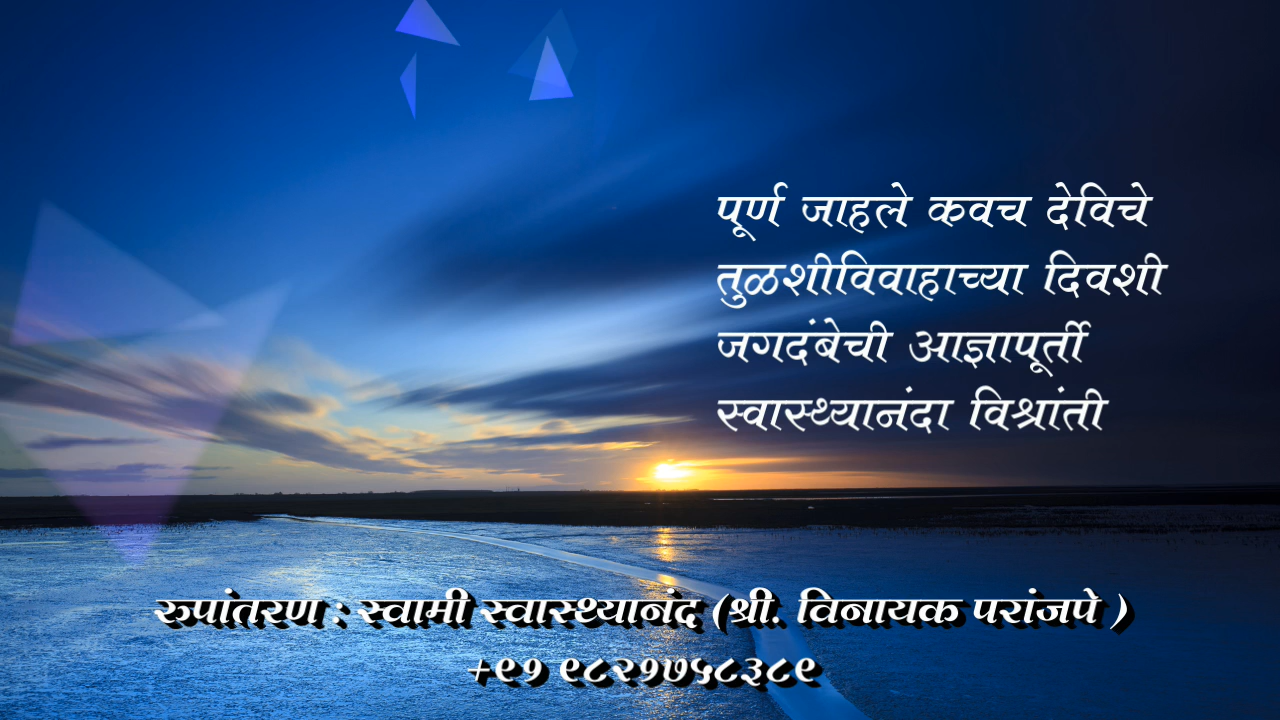 पूर्ण जाहले कवच देविचे
तुळशीविवाहाच्या दिवशी
जगदंबेची आज्ञापूर्ती
स्वास्थ्यानंदा विश्रांती
रुपांतरण : स्वामी स्वास्थ्यानंद (श्री. विनायक परांजपे )
+९१ ९८२१७५८३८९